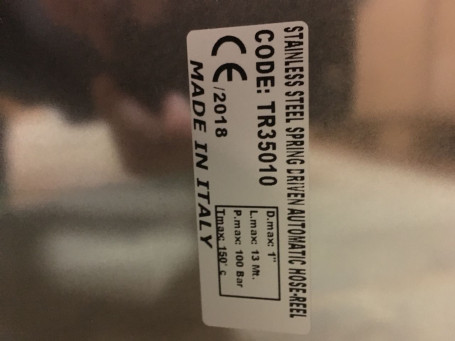 STAINLESS STEEL SPRING DRIVEN AUTOMATIC HOSE-REEL
CODE: TR35010
CE /2018
MADE IN ITALY
D.max: 1"
L.max: 13 Mt.
P.max: 100 Bar
Tmax: 150° c